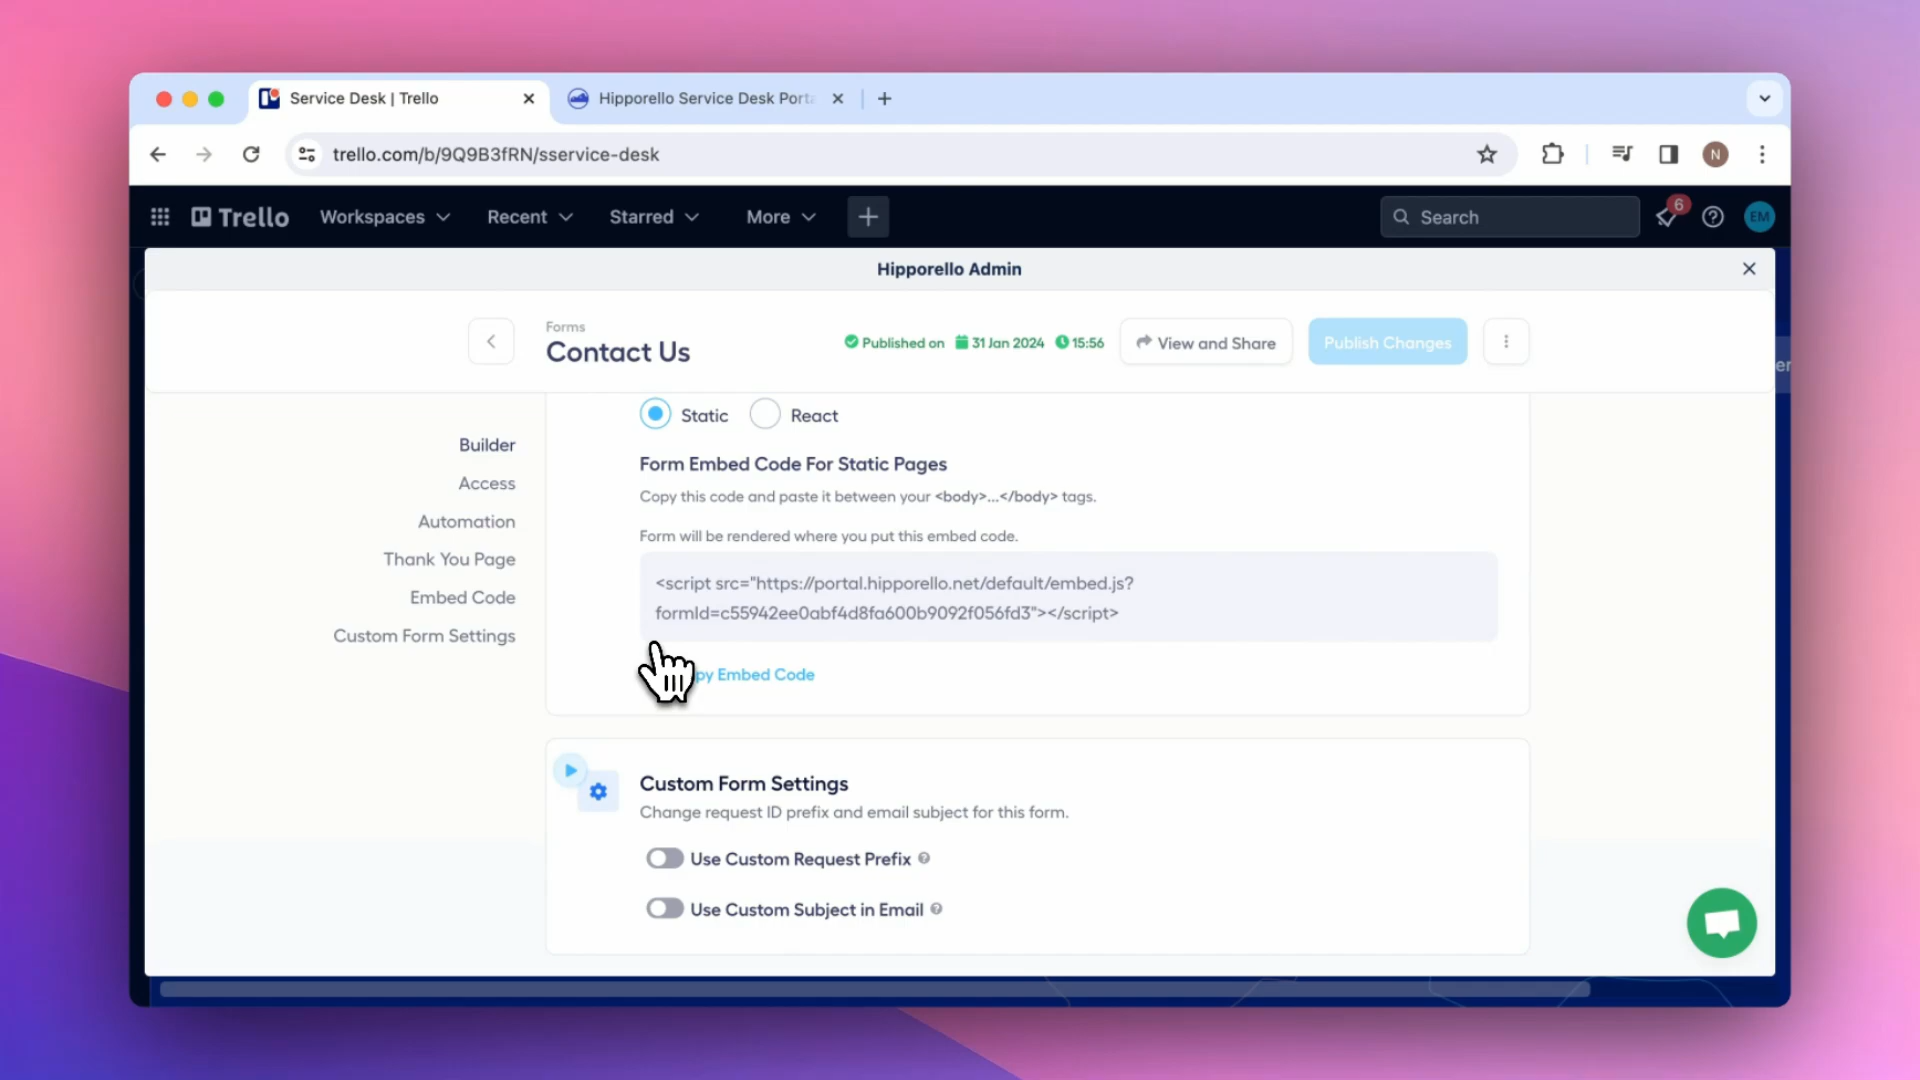 Service Desk | Trello
Hipporello Service Desk Porta
trello.com/b/9Q9B3fRN/sservice-desk
N
Trello
Workspaces
Recent
Starred
More
Search
6
EM
Hipporello Admin
Forms
Contact Us
Published on 31 Jan 2024 15:56
View and Share
Publish Changes
Builder
Access
Automation
Thank You Page
Embed Code
Custom Form Settings
Static
React
Form Embed Code For Static Pages
Copy this code and paste it between your <body>...</body> tags.
Form will be rendered where you put this embed code.
<script src="https://portal.hipporello.net/default/embed.js?
formId=c55942ee0abf4d8fa600b9092f056fd3"></script>
py Embed Code
Custom Form Settings
Change request ID prefix and email subject for this form.
Use Custom Request Prefix
Use Custom Subject in Email